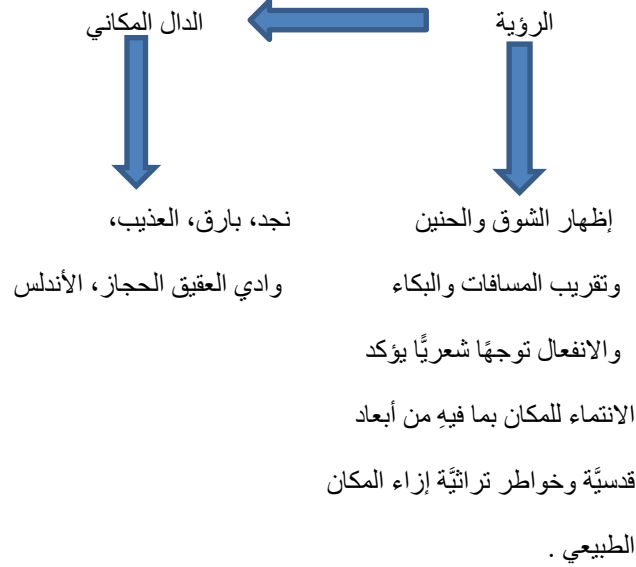 الرؤية
الدال المكاني
إظهار الشوق والحنين
وتقريب المسافات والبكاء
والانفعال توجهًا شعريًّا يؤكد
الانتماء للمكان بما فيهِ من أبعاد
قدسيَّة وخواطر تراثيَّة إزاء المكان
الطبيعي .
نجد، بارق، العذيب،
وادي العقيق الحجاز، الأندلس